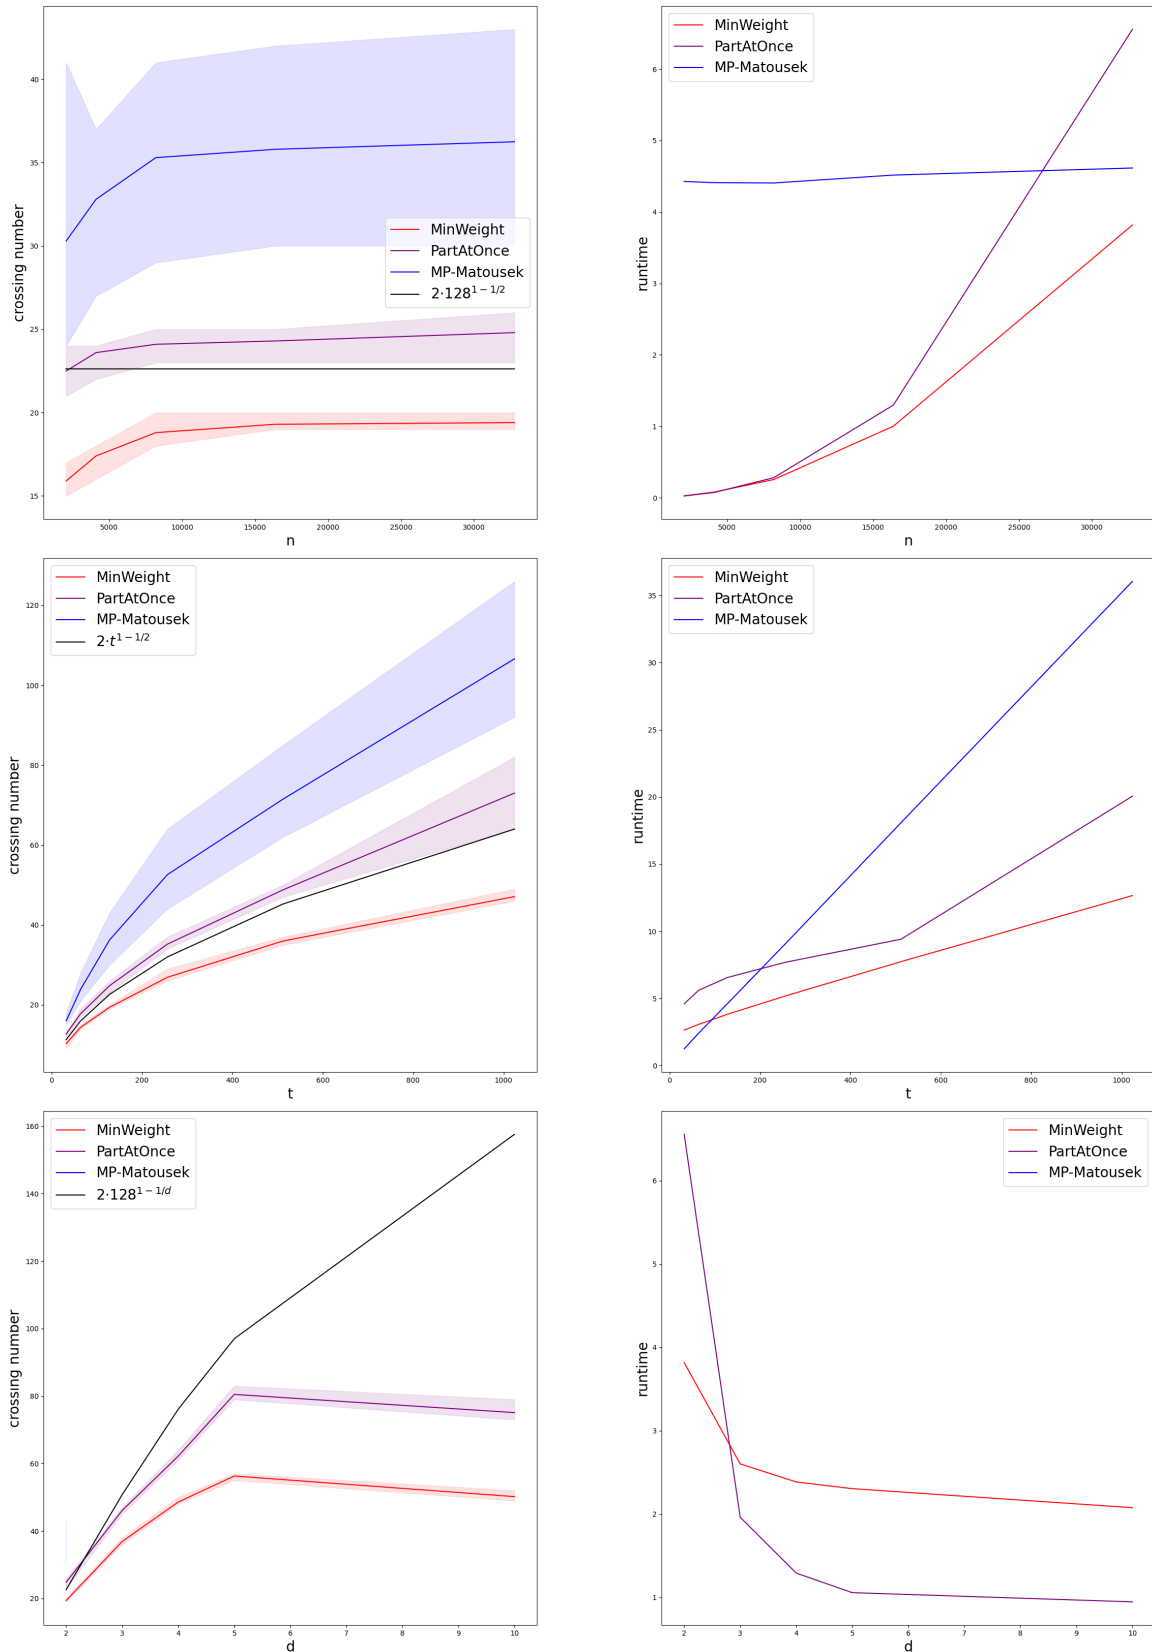 MinWeight
PartAtOnce
MP-Matousek
2·128^{1−1/2}
crossing number
40
35
30
25
20
15
5000 10000 15000 20000 25000 30000
n
MinWeight
PartAtOnce
MP-Matousek
runtime
6
5
4
3
2
1
0
5000 10000 15000 20000 25000 30000
n
MinWeight
PartAtOnce
MP-Matousek
2·t^{1−1/2}
crossing number
120
100
80
60
40
20
0 200 400 600 800 1000
t
MinWeight
PartAtOnce
MP-Matousek
runtime
35
30
25
20
15
10
5
0
0 200 400 600 800 1000
t
MinWeight
PartAtOnce
MP-Matousek
2·128^{1−1/d}
crossing number
160
140
120
100
80
60
40
20
2 3 4 5 6 7 8 9 10
d
MinWeight
PartAtOnce
MP-Matousek
runtime
6
5
4
3
2
1
2 3 4 5 6 7 8 9 10
d